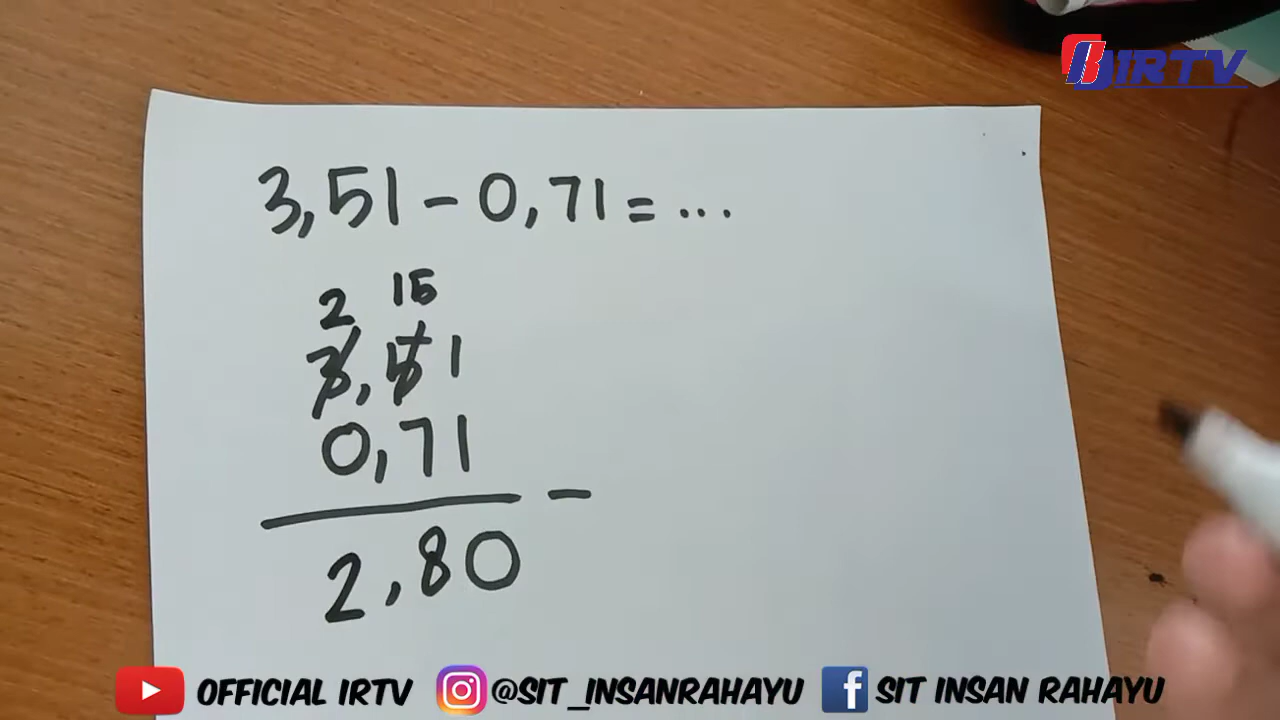 IRTV
3,51 - 0,71 = ...
2 15
3,51
0,71
-
2,80
OFFICIAL IRTV @SIT_INSANRAHAYU SIT INSAN RAHAYU